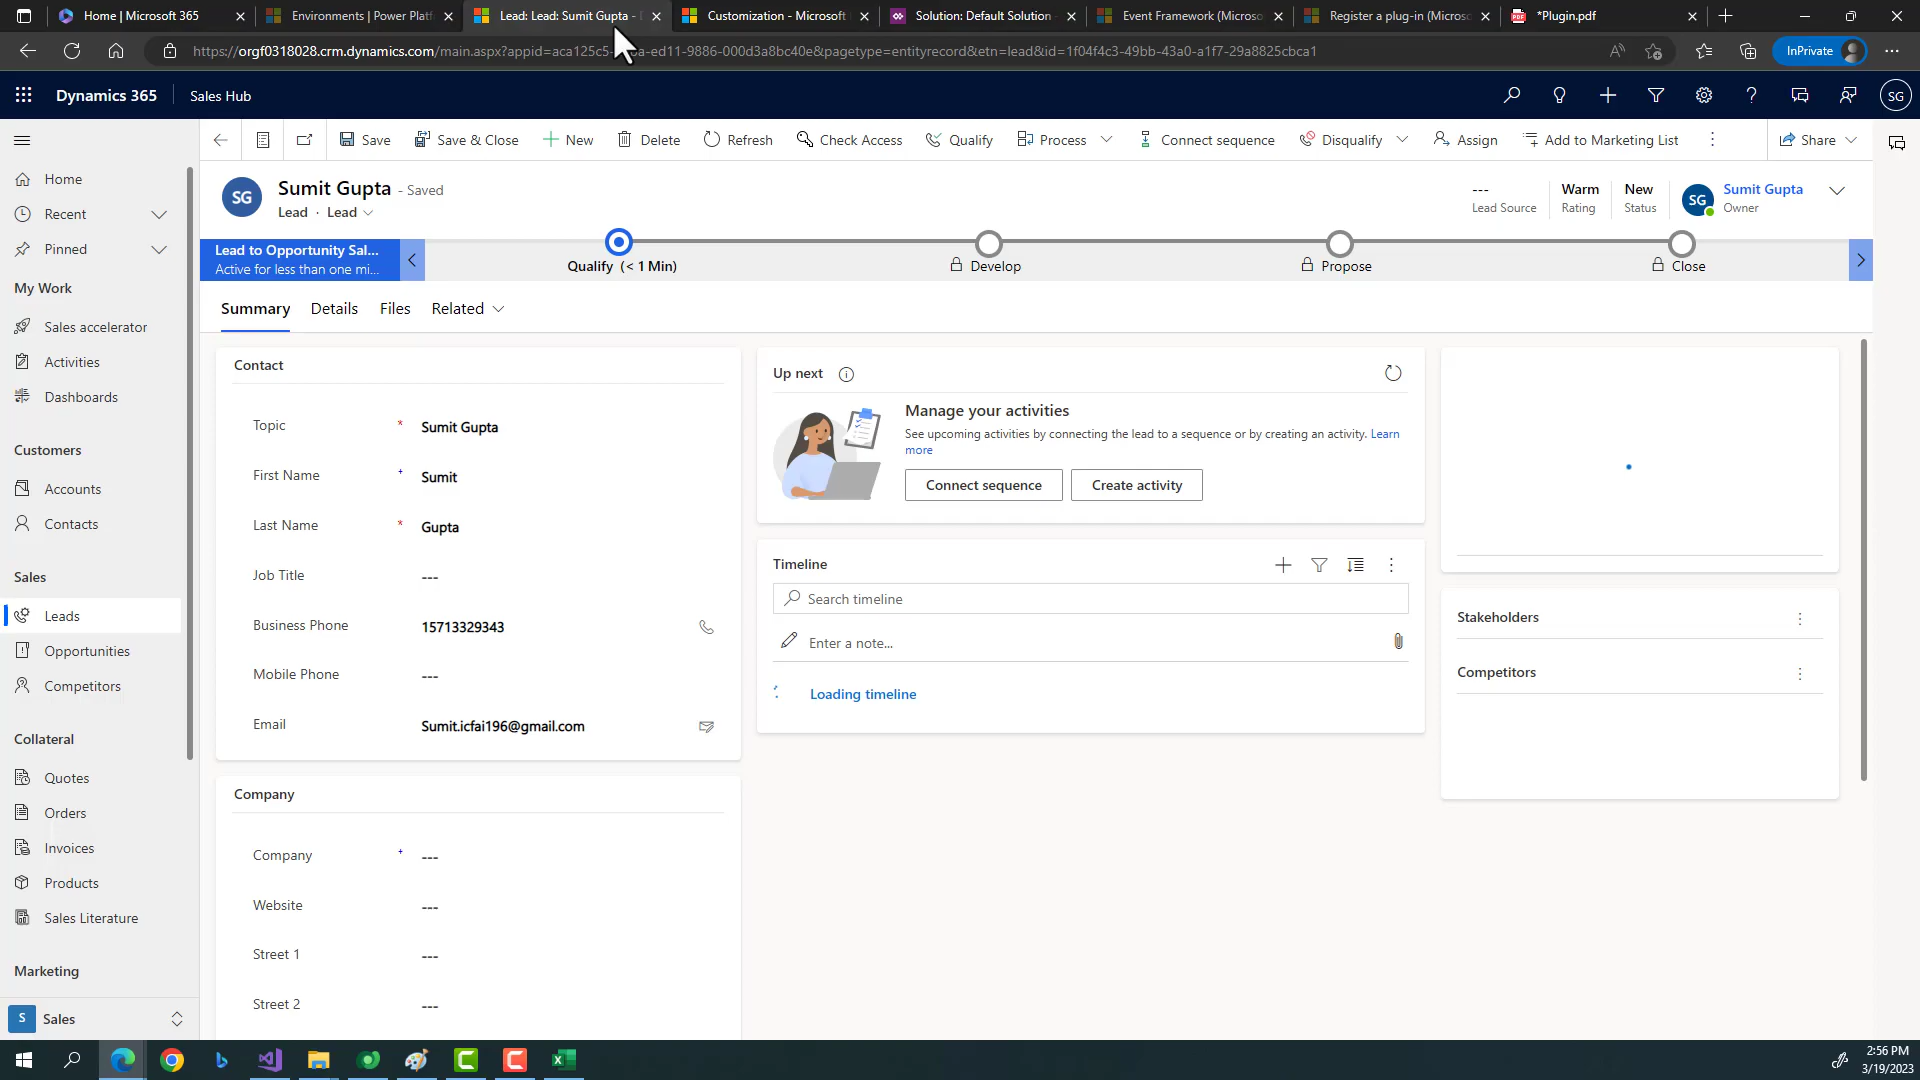 Home | Microsoft 365
Environments | Power Platf
Lead: Lead: Sumit Gupta -
Customization - Microsoft
Solution: Default Solution
Event Framework (Microso
Register a plug-in (Microso
*Plugin.pdf
https://orgf0318028.crm.dynamics.com/main.aspx?appid=aca125c5-
a-ed11-9886-000d3a8bc40e&pagetype=entityrecord&etn=lead&id=1f04f4c3-49bb-43a0-a1f7-29a8825cbca1
InPrivate
Dynamics 365
Sales Hub
SG
Save
Save & Close
New
Delete
Refresh
Check Access
Qualify
Process
Connect sequence
Disqualify
Assign
Add to Marketing List
Share
Home
Recent
Pinned
My Work
Sales accelerator
Activities
Dashboards
Customers
Accounts
Contacts
Sales
Leads
Opportunities
Competitors
Collateral
Quotes
Orders
Invoices
Products
Sales Literature
Marketing
S
Sales
SG
Sumit Gupta - Saved
Lead · Lead
---
Lead Source
Warm
Rating
New
Status
SG
Sumit Gupta
Owner
Lead to Opportunity Sal...
Active for less than one mi...
Qualify (< 1 Min)
Develop
Propose
Close
Summary
Details
Files
Related
Contact
Topic * Sumit Gupta
First Name + Sumit
Last Name * Gupta
Job Title ---
Business Phone 15713329343
Mobile Phone ---
Email Sumit.icfai196@gmail.com
Company
Company + ---
Website ---
Street 1 ---
Street 2 ---
Up next
Manage your activities
See upcoming activities by connecting the lead to a sequence or by creating an activity. Learn
more
Connect sequence
Create activity
Timeline
Search timeline
Enter a note...
Loading timeline
Stakeholders
Competitors
2:56 PM
3/19/2023